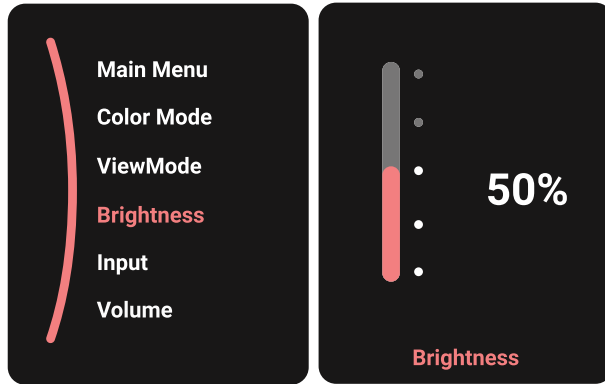 Main Menu
Color Mode
ViewMode
Brightness
Input
Volume
50%
Brightness